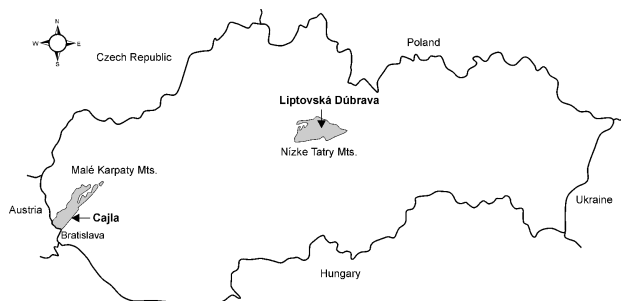 N
W E
S
Czech Republic
Poland
Liptovská Dúbrava
Nízke Tatry Mts.
Malé Karpaty Mts.
Austria
Cajla
Bratislava
Ukraine
Hungary